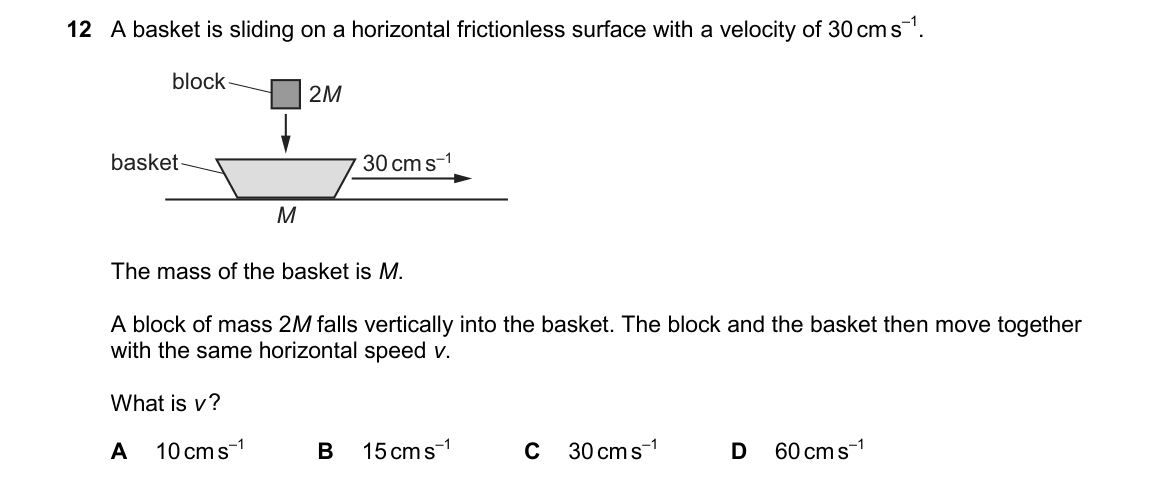 12 A basket is sliding on a horizontal frictionless surface with a velocity of 30 cm s⁻¹.
block
2M
basket
30 cm s⁻¹
M
The mass of the basket is M.
A block of mass 2M falls vertically into the basket. The block and the basket then move together
with the same horizontal speed v.
What is v?
A 10 cm s⁻¹ B 15 cm s⁻¹ C 30 cm s⁻¹ D 60 cm s⁻¹